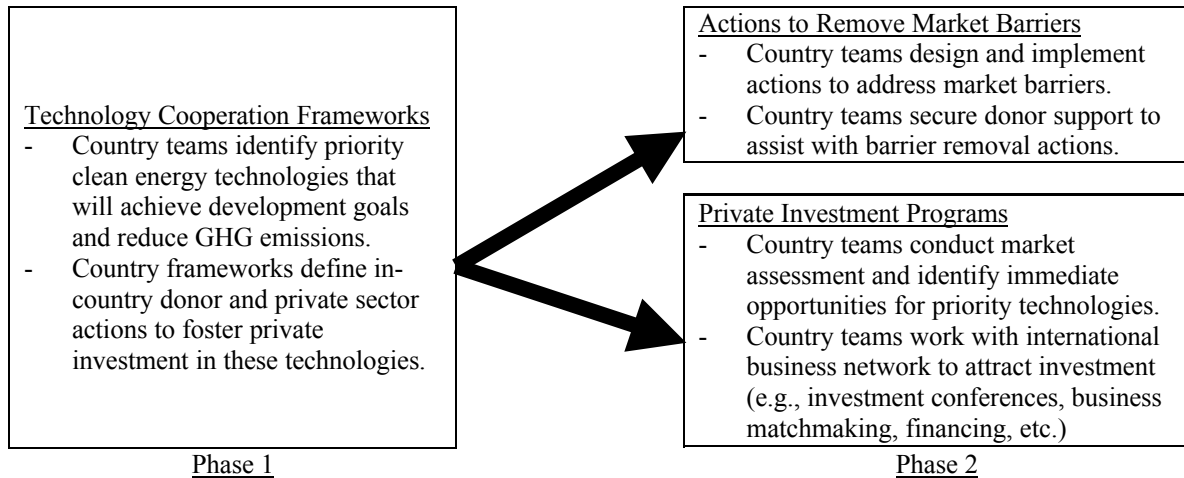 Technology Cooperation Frameworks
- Country teams identify priority
clean energy technologies that
will achieve development goals
and reduce GHG emissions.
- Country frameworks define in-
country donor and private sector
actions to foster private
investment in these technologies.
Phase 1
Actions to Remove Market Barriers
- Country teams design and implement
actions to address market barriers.
- Country teams secure donor support to
assist with barrier removal actions.
Private Investment Programs
- Country teams conduct market
assessment and identify immediate
opportunities for priority technologies.
- Country teams work with international
business network to attract investment
(e.g., investment conferences, business
matchmaking, financing, etc.)
Phase 2